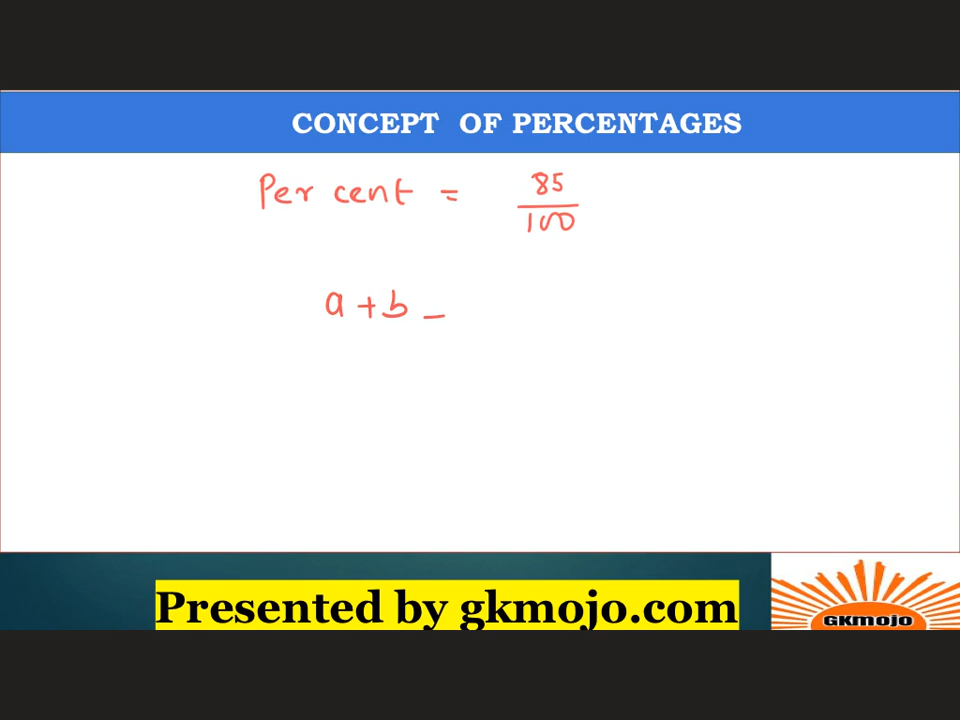 CONCEPT OF PERCENTAGES
Per cent = 85/100
a + b –
Presented by gkmojo.com
GKmojo